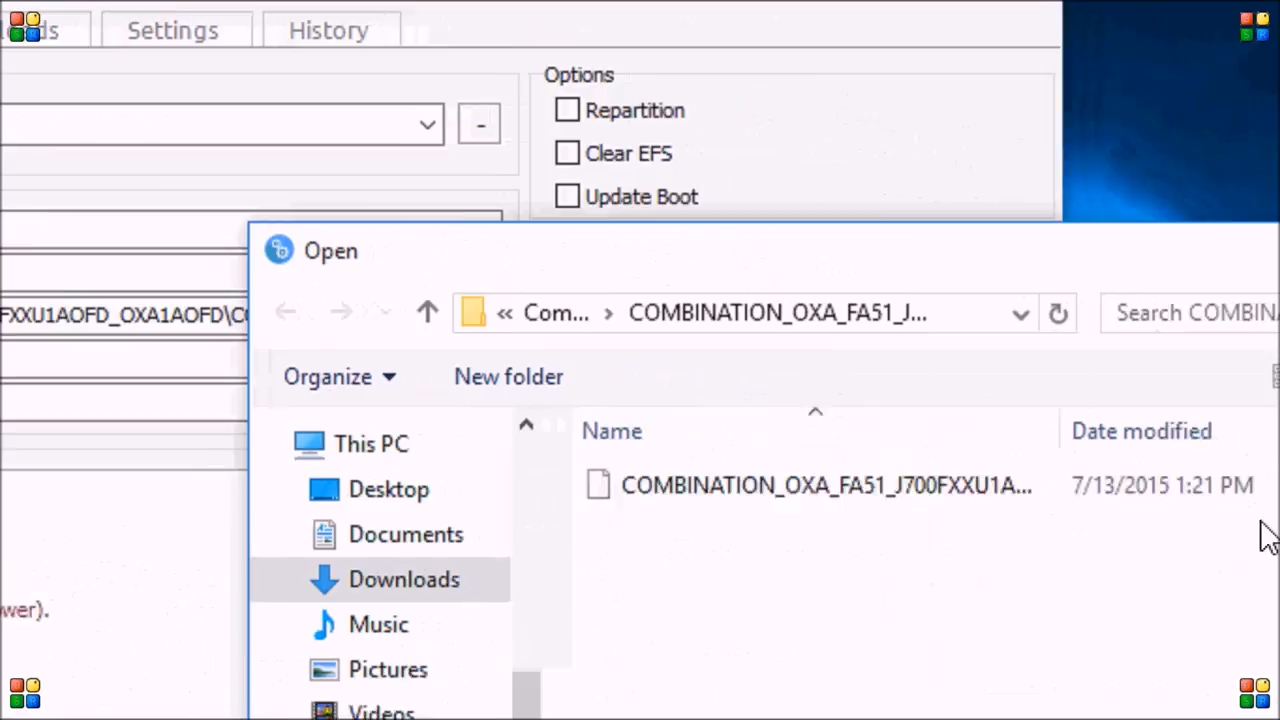 Settings History
Options
Repartition
-
Clear EFS
Update Boot
Open
FXXU1AOFD_OXA1AOFD\C
« Com... › COMBINATION_OXA_FA51_J... Search COMBIN
Organize New folder
Name Date modified
This PC
COMBINATION_OXA_FA51_J700FXXU1A... 7/13/2015 1:21 PM
Desktop
Documents
Downloads
wer).
Music
Pictures
Videos